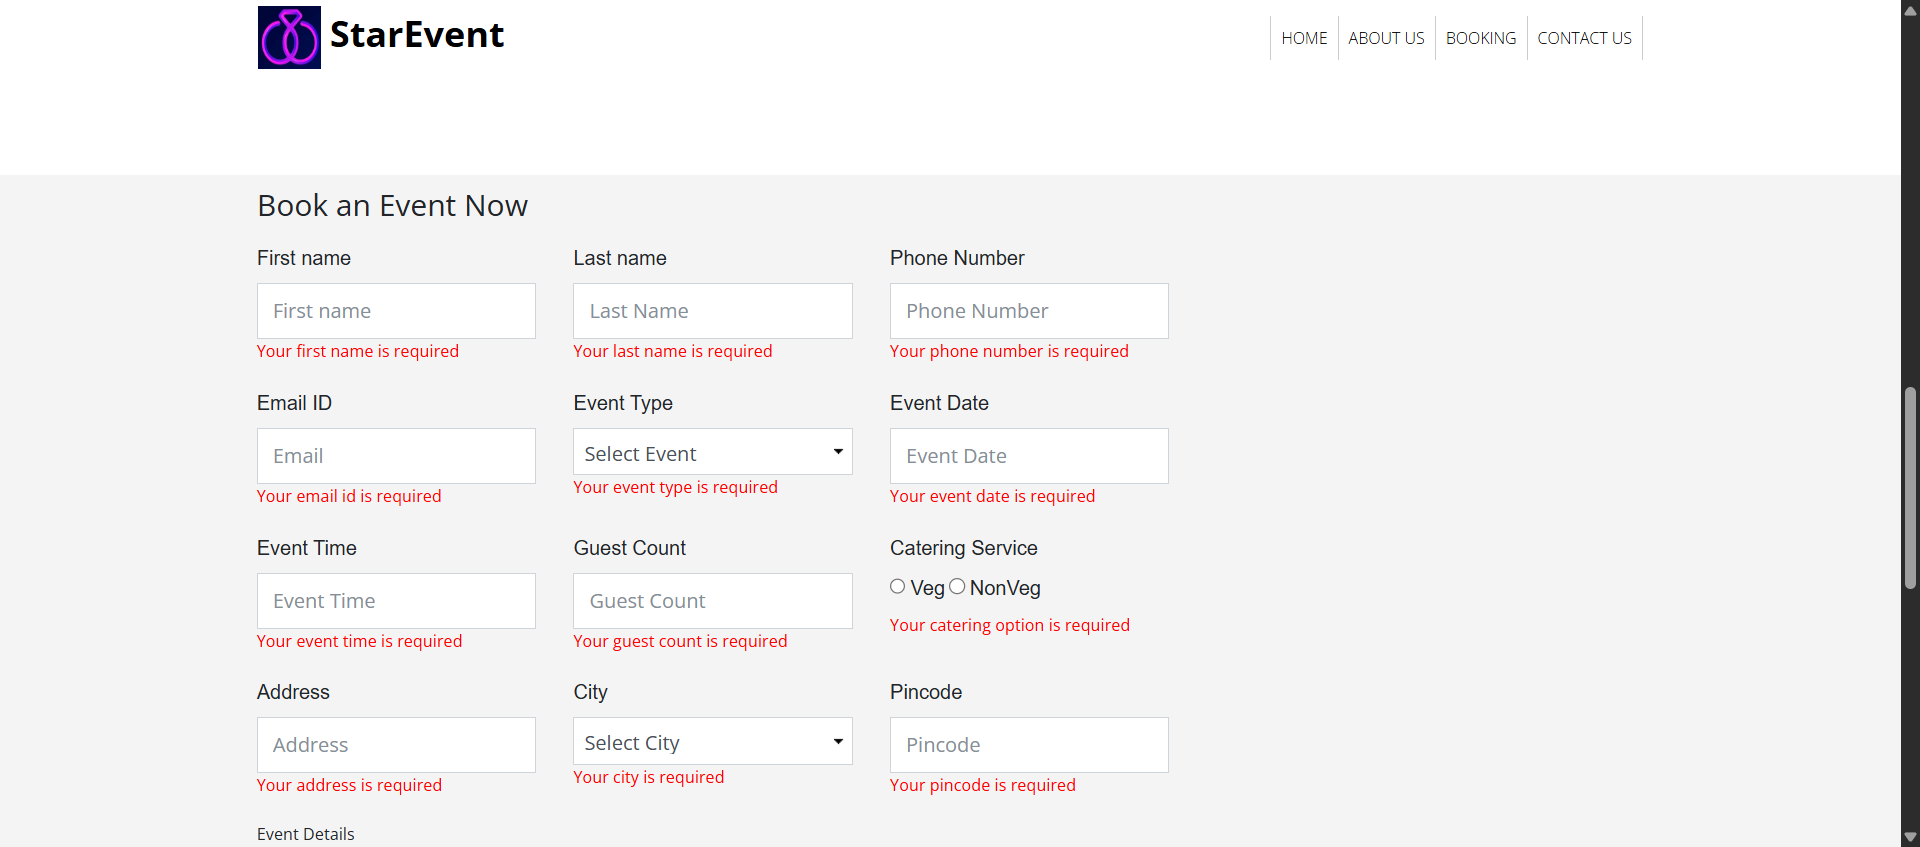 StarEvent
HOME ABOUT US BOOKING CONTACT US
Book an Event Now
First name Last name Phone Number
First name Last Name Phone Number
Your first name is required Your last name is required Your phone number is required
Email ID Event Type Event Date
Email Select Event Event Date
Your email id is required Your event type is required Your event date is required
Event Time Guest Count Catering Service
Event Time Guest Count Veg NonVeg
Your event time is required Your guest count is required Your catering option is required
Address City Pincode
Address Select City Pincode
Your address is required Your city is required Your pincode is required
Event Details